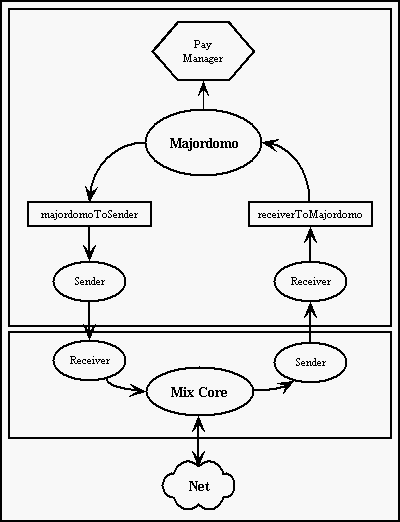 Pay
Manager
Majordomo
majordomoToSender
receiverToMajordomo
Sender
Receiver
Receiver
Sender
Mix Core
Net